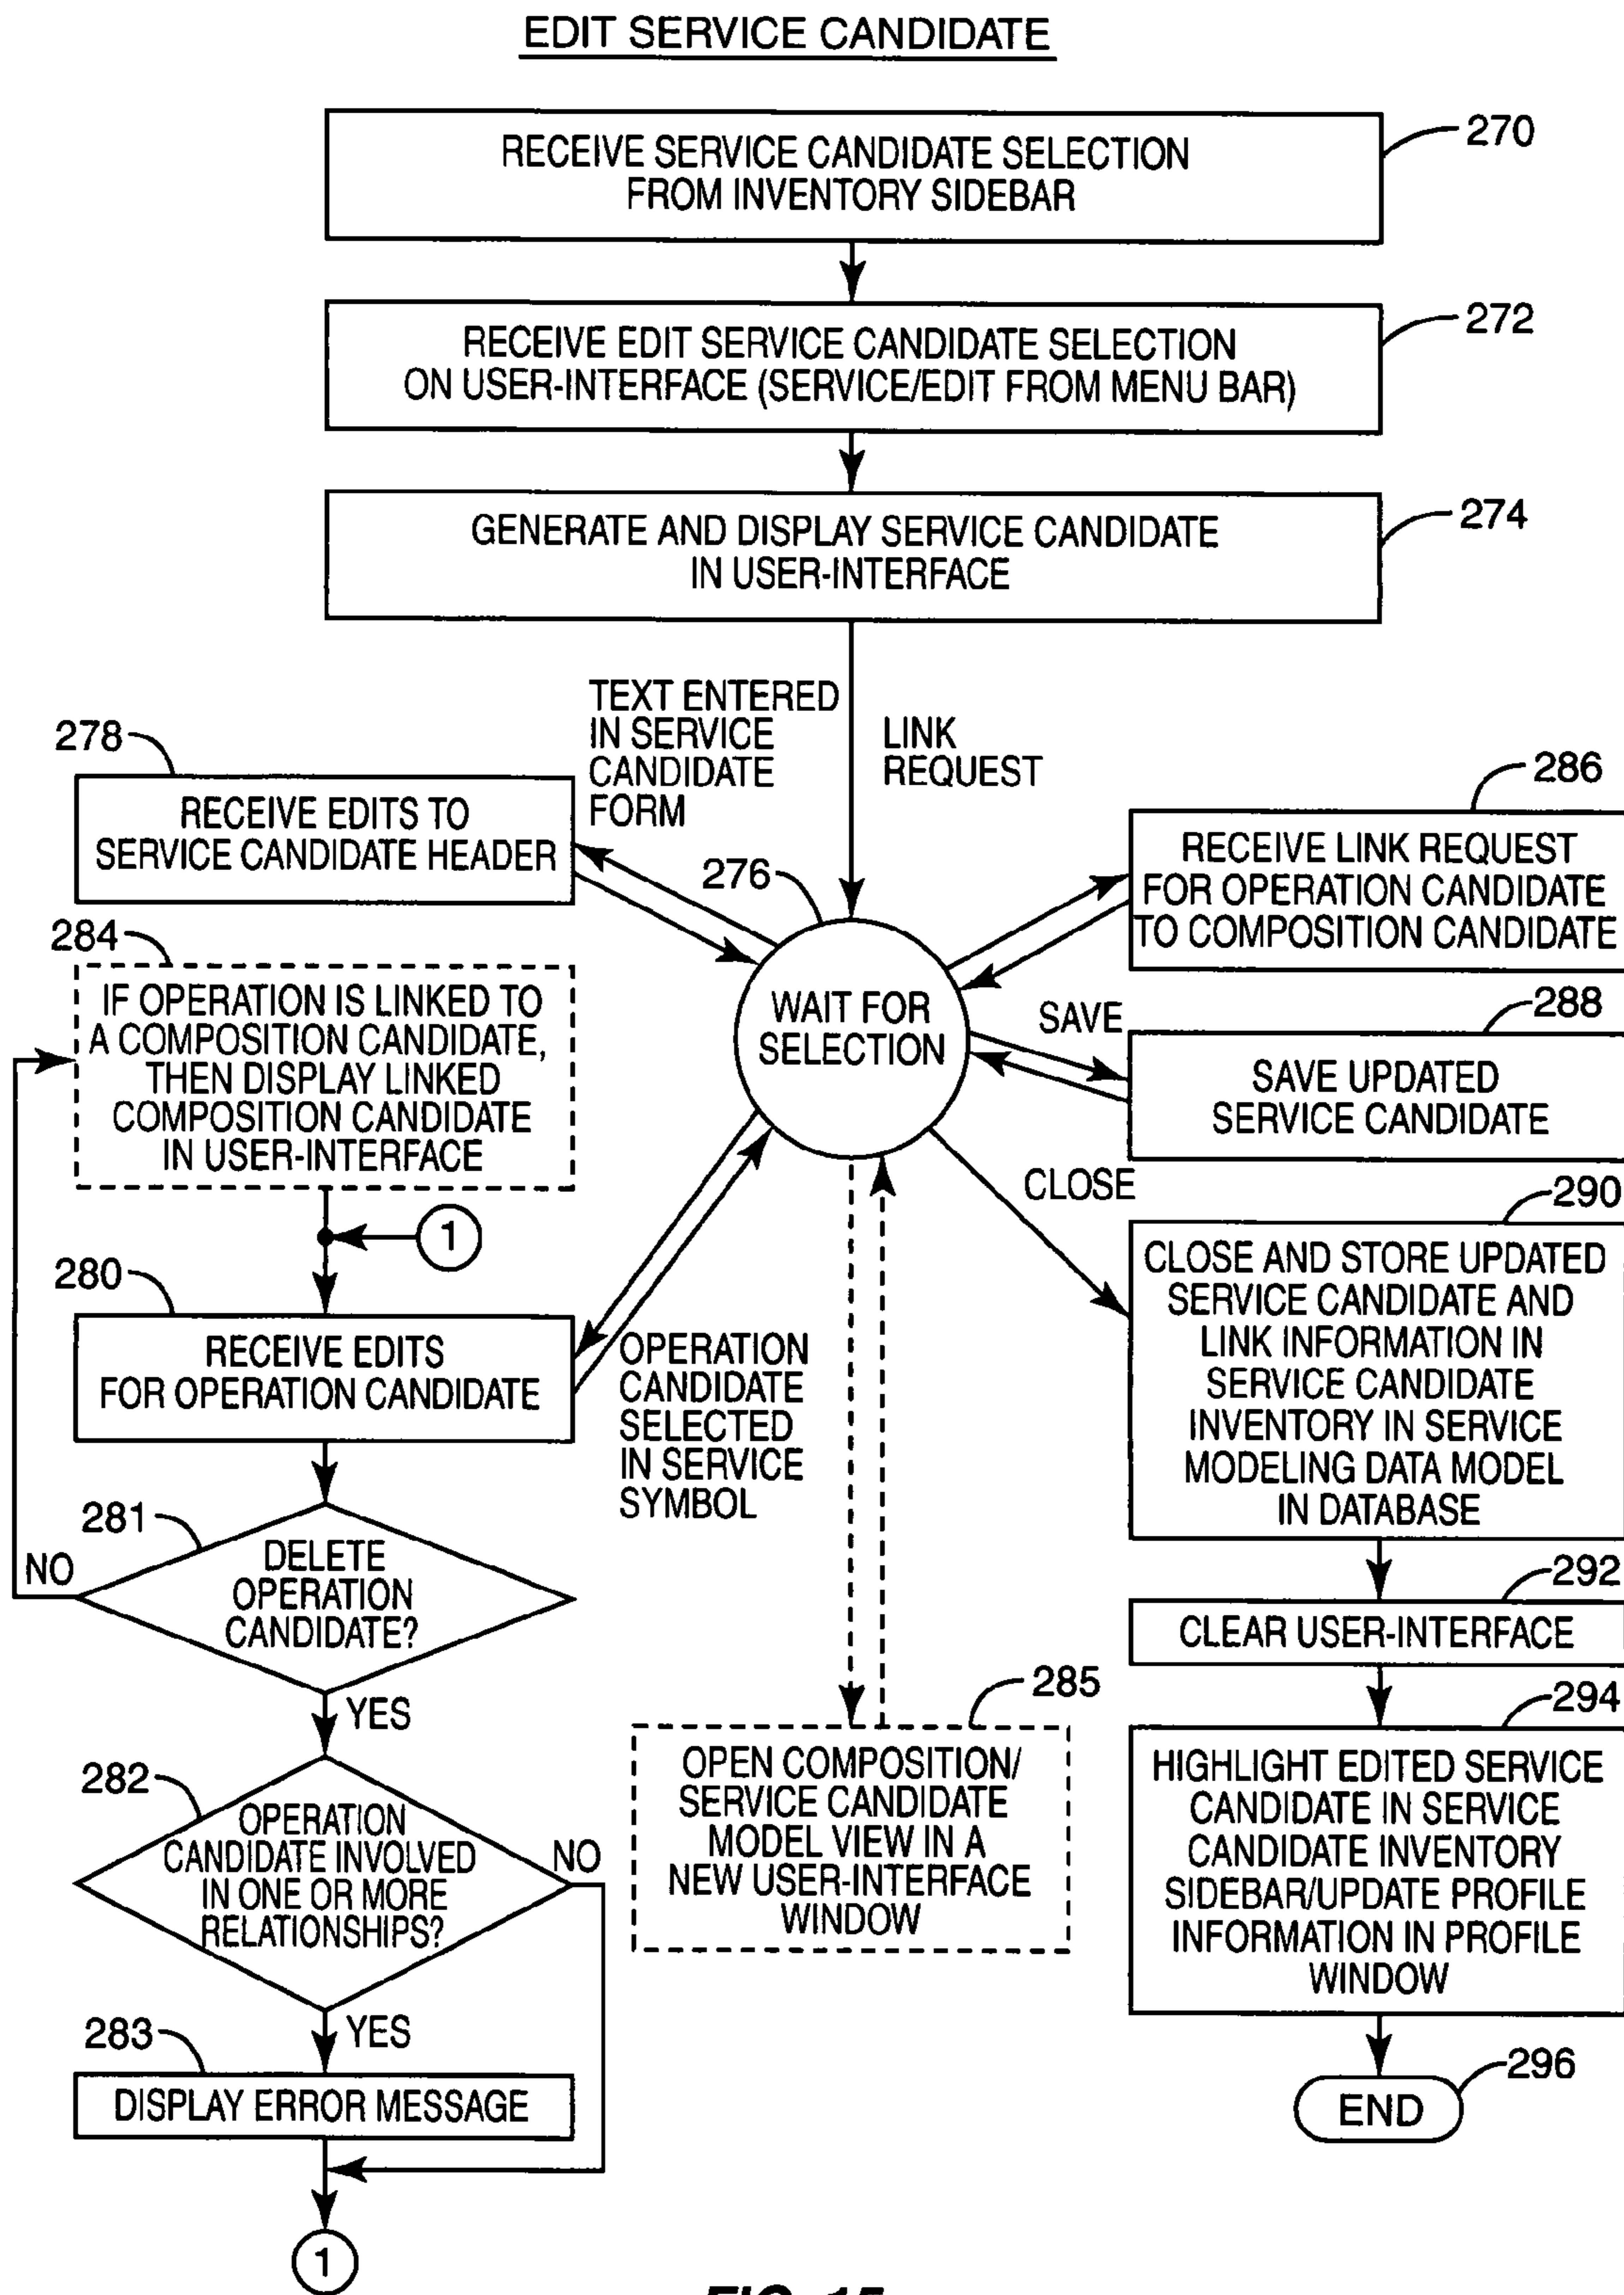 EDIT SERVICE CANDIDATE
270
RECEIVE SERVICE CANDIDATE SELECTION
FROM INVENTORY SIDEBAR
272
RECEIVE EDIT SERVICE CANDIDATE SELECTION
ON USER-INTERFACE (SERVICE/EDIT FROM MENU BAR)
274
GENERATE AND DISPLAY SERVICE CANDIDATE
IN USER-INTERFACE
TEXT ENTERED
IN SERVICE
CANDIDATE
FORM
LINK
REQUEST
278
RECEIVE EDITS TO
SERVICE CANDIDATE HEADER
276
WAIT FOR
SELECTION
286
RECEIVE LINK REQUEST
FOR OPERATION CANDIDATE
TO COMPOSITION CANDIDATE
284
IF OPERATION IS LINKED TO
A COMPOSITION CANDIDATE,
THEN DISPLAY LINKED
COMPOSITION CANDIDATE
IN USER-INTERFACE
SAVE
288
SAVE UPDATED
SERVICE CANDIDATE
1
CLOSE
290
CLOSE AND STORE UPDATED
SERVICE CANDIDATE AND
LINK INFORMATION IN
SERVICE CANDIDATE
INVENTORY IN SERVICE
MODELING DATA MODEL
IN DATABASE
280
RECEIVE EDITS
FOR OPERATION CANDIDATE
OPERATION
CANDIDATE
SELECTED
IN SERVICE
SYMBOL
281
DELETE
OPERATION
CANDIDATE?
NO
YES
292
CLEAR USER-INTERFACE
282
OPERATION
CANDIDATE INVOLVED
IN ONE OR MORE
RELATIONSHIPS?
NO
YES
285
OPEN COMPOSITION/
SERVICE CANDIDATE
MODEL VIEW IN A
NEW USER-INTERFACE
WINDOW
294
HIGHLIGHT EDITED SERVICE
CANDIDATE IN SERVICE
CANDIDATE INVENTORY
SIDEBAR/UPDATE PROFILE
INFORMATION IN PROFILE
WINDOW
283
DISPLAY ERROR MESSAGE
296
END
1
FIG. 15